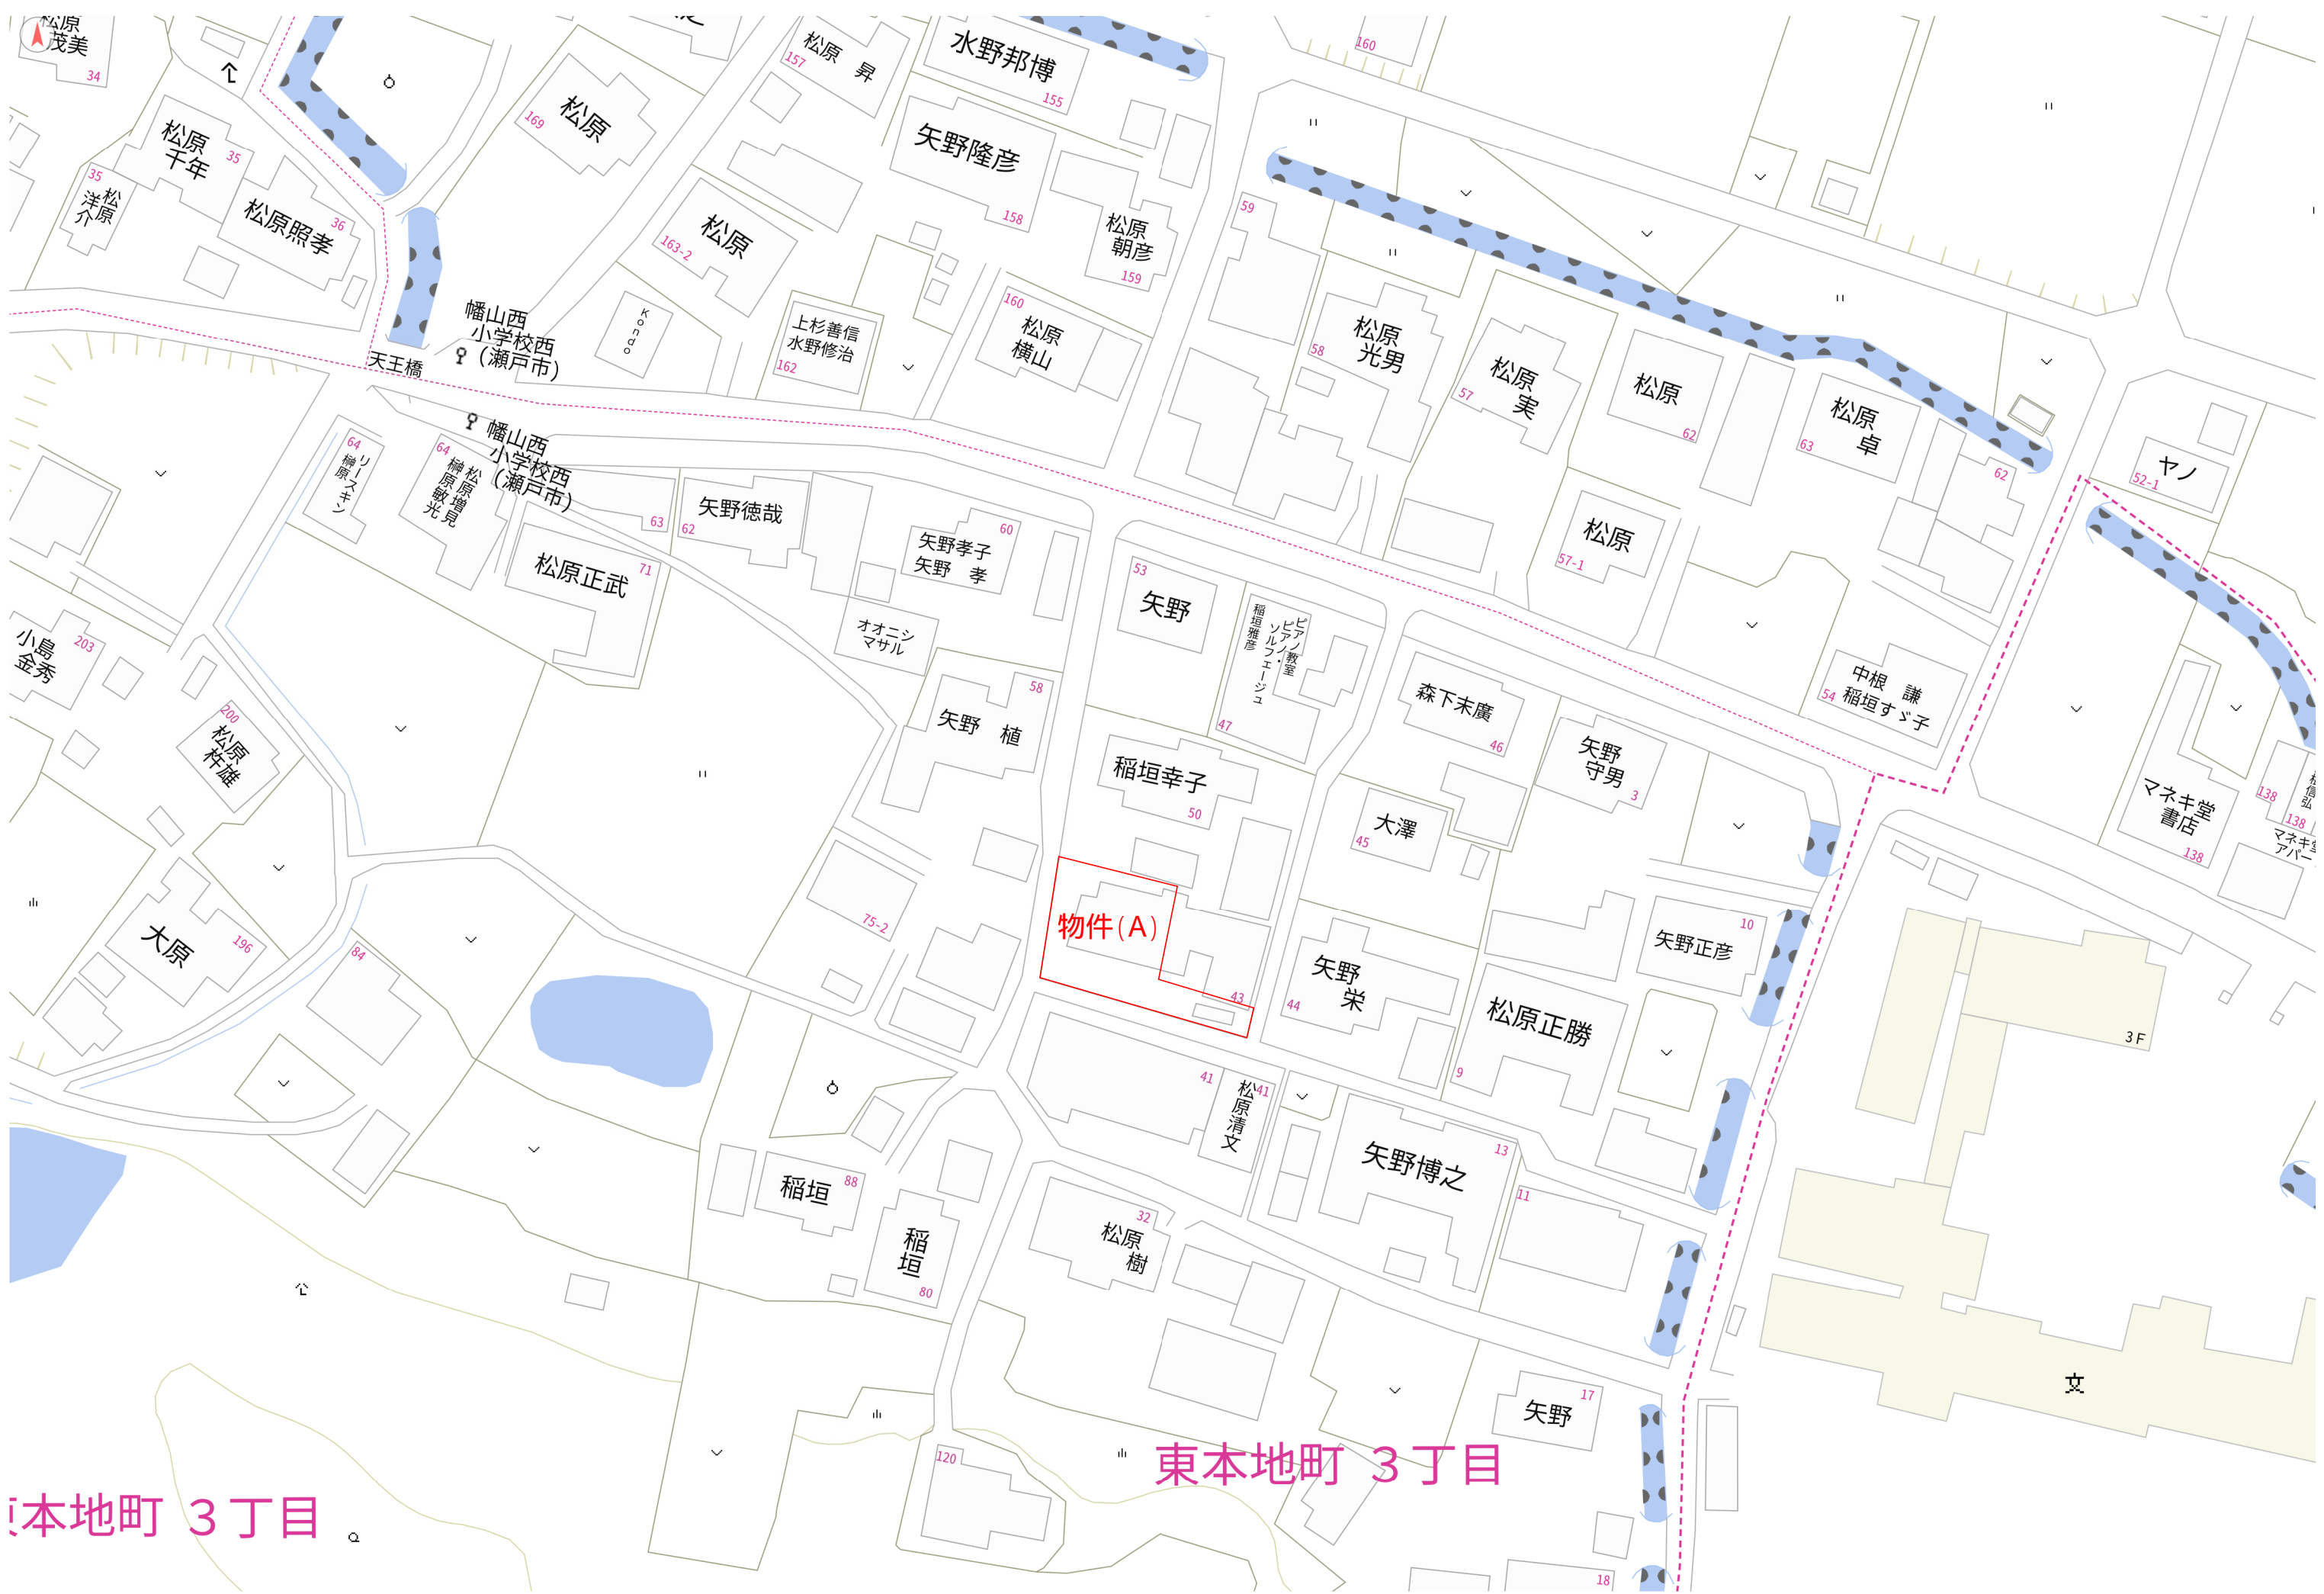 松原
茂美
34
松原
千年
35
35
松原
洋介
松原照孝
36
169
松原
157
松原 昇
水野邦博
155
矢野隆彦
158
松原
朝彦
159
160
松原
163-2
Kondo
上杉善信
水野修治
162
160
松原
横山
幡山西
小学校西
(瀬戸市)
天王橋
幡山西
小学校西
(瀬戸市)
59
松原
光男
58
松原
実
57
松原
62
松原
卓
63
62
ヤノ
52-1
松原
57-1
64
リースキン
榊原
64
松原増見
榊原敏光
63
松原正武
71
矢野徳哉
62
60
矢野孝子
矢野 孝
オオニシ
マサル
58
矢野 植
53
矢野
ピアノ教室
ピアノ・
ソルフェージュ
稲垣雅彦
47
森下末廣
46
矢野
守男
3
中根 謙
稲垣すゞ子
54
小島
金秀
203
200
松原
杵雄
稲垣幸子
50
大澤
45
マネキ堂
書店
138
138
138
75-2
物件(A)
43
矢野
栄
44
矢野正彦
10
松原正勝
9
大原
196
84
3F
41
41
松原清文
矢野博之
13
11
稲垣
88
稲垣
80
32
松原
樹
矢野
17
文
120
東本地町 3丁目
本地町 3丁目
18